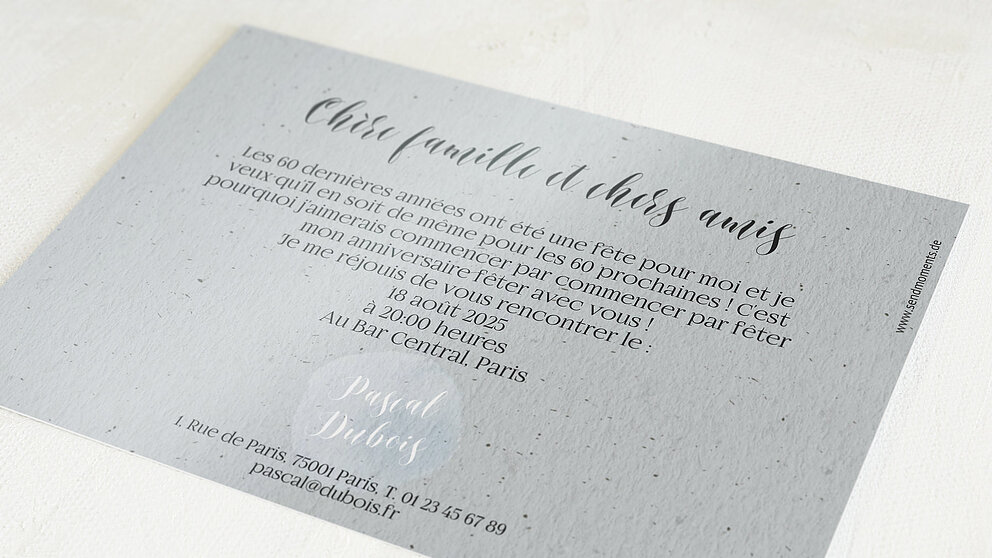 Chère famille et chers amis
Les 60 dernières années ont été une fête pour moi et je
veux qu'il en soit de même pour les 60 prochaines ! C'est
pourquoi j'aimerais commencer par commencer par fêter
mon anniversaire fêter avec vous !
Je me réjouis de vous rencontrer le :
18 août 2025
à 20:00 heures
Au Bar Central, Paris
Pascal
Dubois
1, Rue de Paris, 75001 Paris, T. 01 23 45 67 89
pascal@dubois.fr
www.sendmoments.de